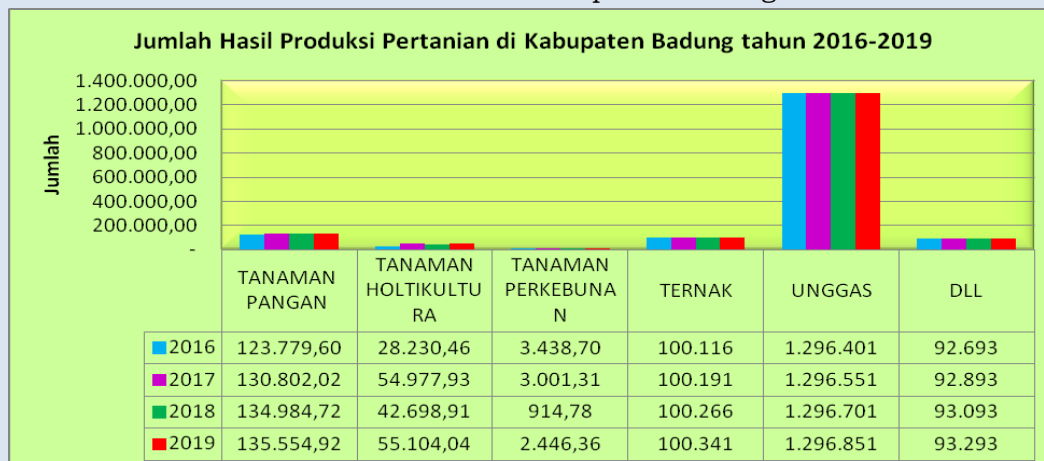 Jumlah Hasil Produksi Pertanian di Kabupaten Badung tahun 2016-2019
Jumlah
1.400.000,00
1.200.000,00
1.000.000,00
800.000,00
600.000,00
400.000,00
200.000,00
-
TANAMAN PANGAN
TANAMAN HOLTIKULTU RA
TANAMAN PERKEBUNA N
TERNAK
UNGGAS
DLL
2016 123.779,60 28.230,46 3.438,70 100.116 1.296.401 92.693
2017 130.802,02 54.977,93 3.001,31 100.191 1.296.551 92.893
2018 134.984,72 42.698,91 914,78 100.266 1.296.701 93.093
2019 135.554,92 55.104,04 2.446,36 100.341 1.296.851 93.293